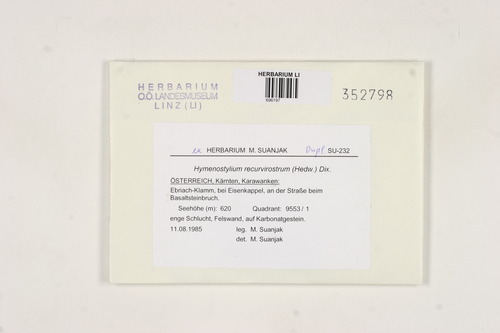 HERBARIUM
O.Ö. LANDESMUSEUM
LINZ (LI)
HERBARIUM LI
352798
ex HERBARIUM M. SUANJAK Dupl SU-232
Hymenostylium recurvirostrum (Hedw.) Dix.
ÖSTERREICH, Kärnten, Karawanken:
Ebriach-Klamm, bei Eisenkappel, an der Straße beim
Basaltsteinbruch.
Seehöhe (m): 620 Quadrant: 9553 / 1
enge Schlucht, Felswand, auf Karbonatgestein.
11.08.1985 leg. M. Suanjak
det. M. Suanjak